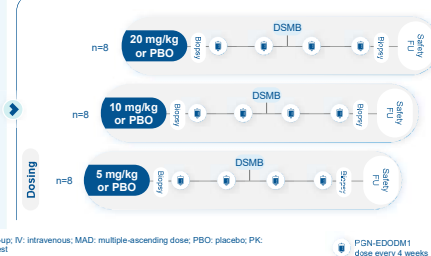 DSMB
n=8
20 mg/kg
or PBO
Biopsy
Biopsy
Safety
FU
DSMB
n=8
10 mg/kg
or PBO
Biopsy
Biopsy
Safety
FU
DSMB
n=8
5 mg/kg
or PBO
Biopsy
Biopsy
Safety
FU
Dosing
up; IV: intravenous; MAD: multiple-ascending dose; PBO: placebo; PK:
est
PGN-EDODM1
dose every 4 weeks